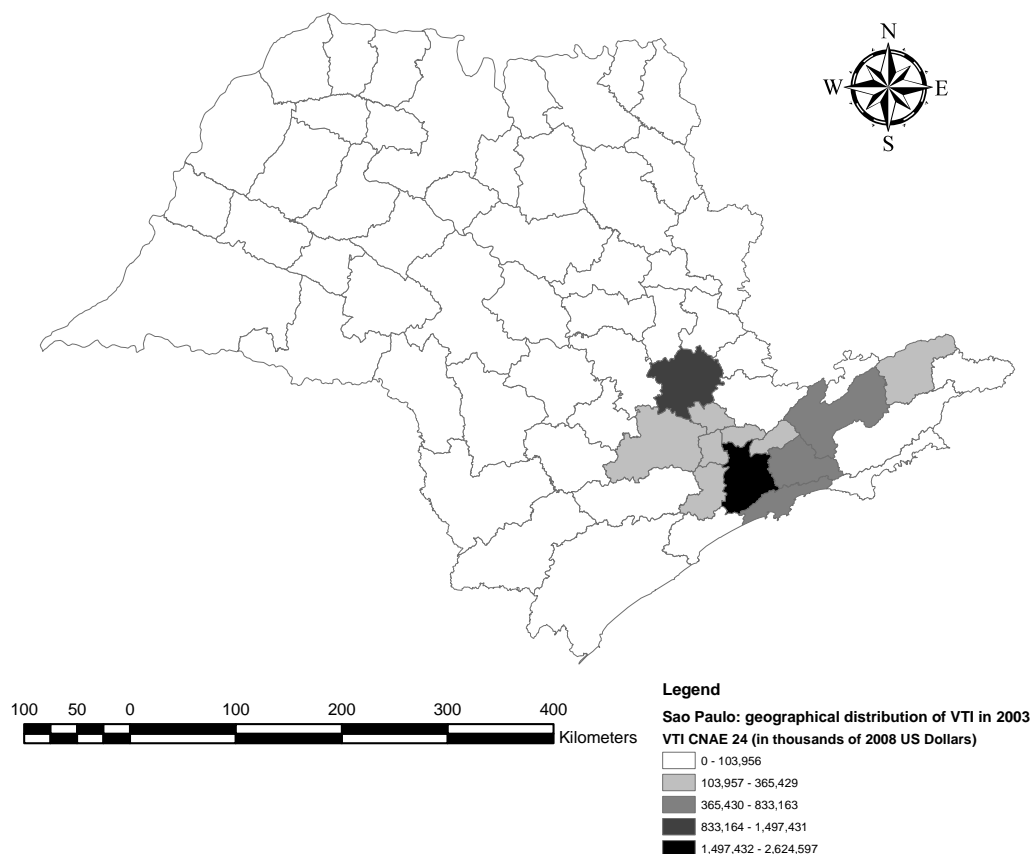 N
W E
S
100 50 0 100 200 300 400
Kilometers
Legend
Sao Paulo: geographical distribution of VTI in 2003
VTI CNAE 24 (in thousands of 2008 US Dollars)
0 - 103,956
103,957 - 365,429
365,430 - 833,163
833,164 - 1,497,431
1,497,432 - 2,624,597